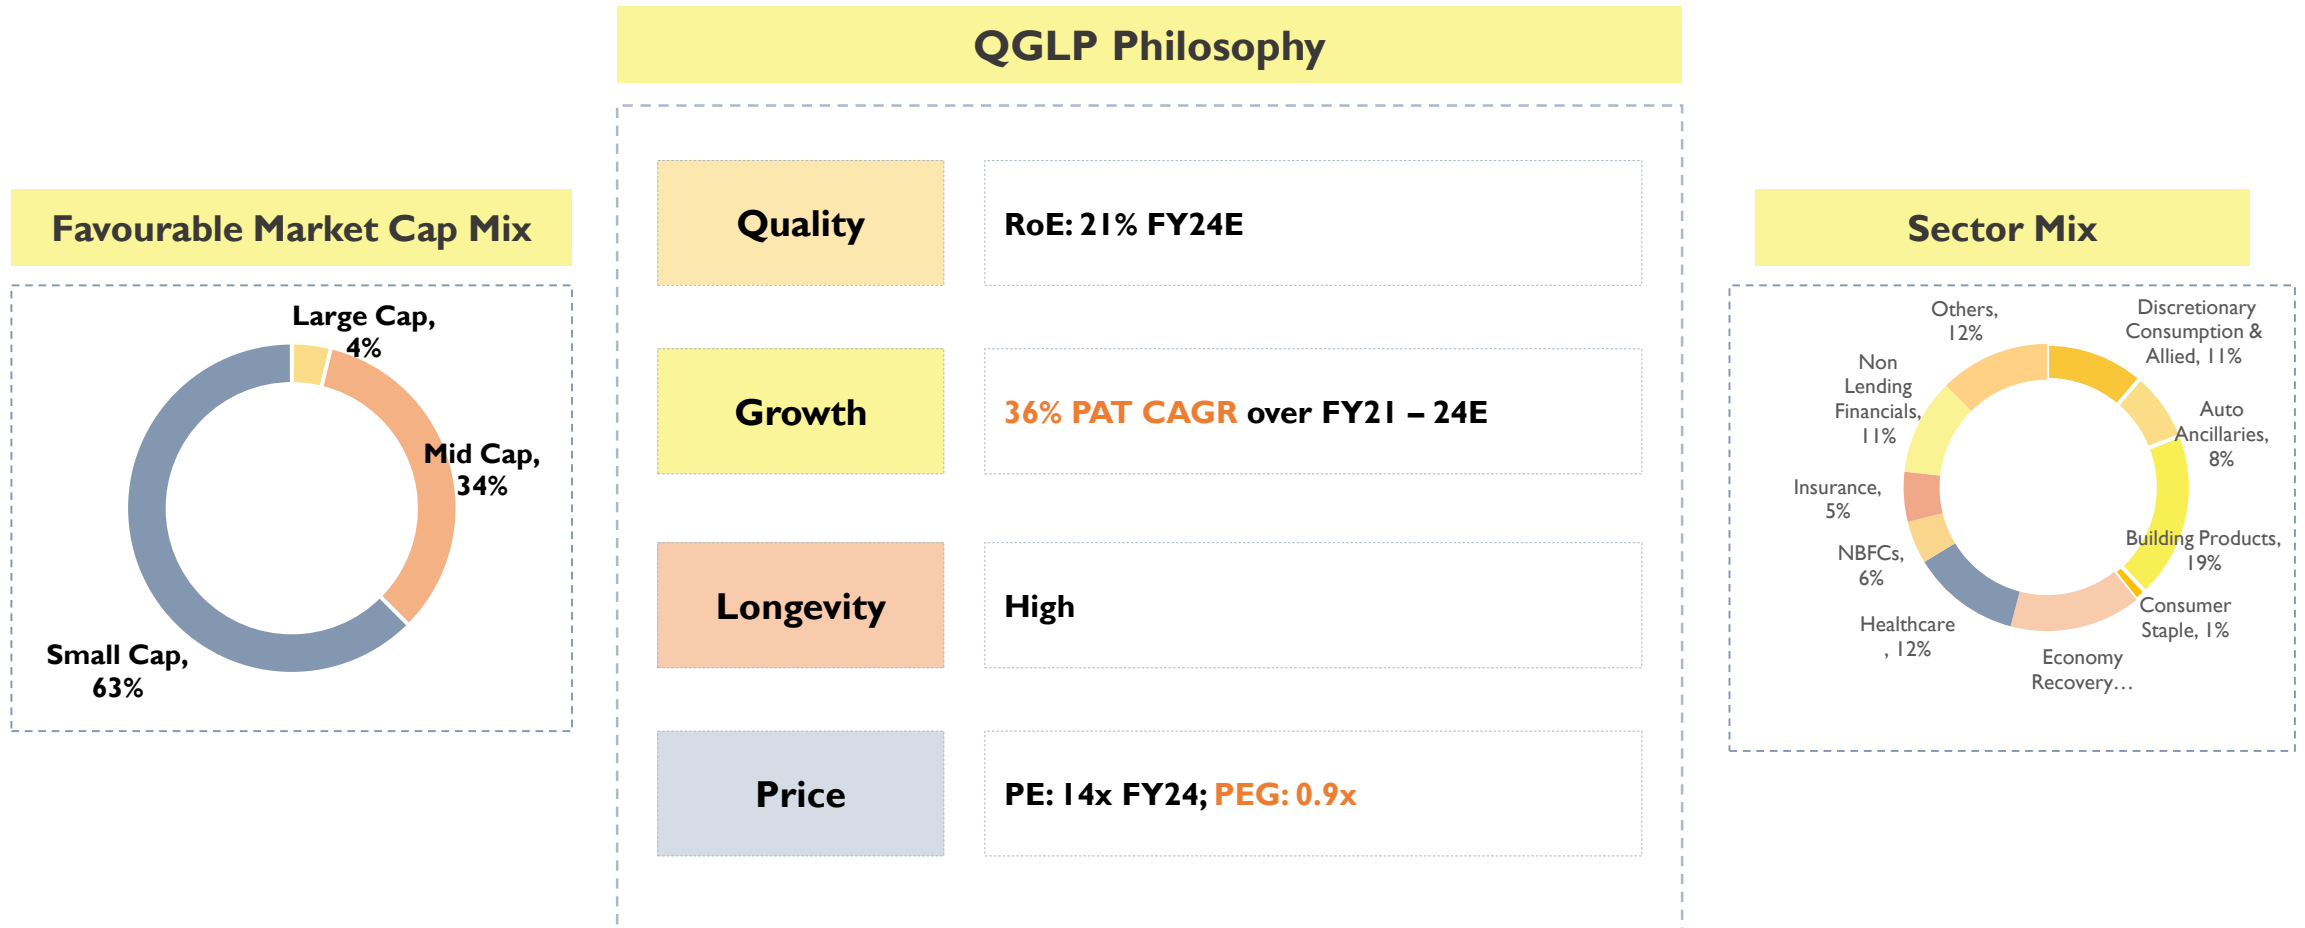 QGLP Philosophy
Favourable Market Cap Mix
Large Cap,
4%
Mid Cap,
34%
Small Cap,
63%
Quality
RoE: 21% FY24E
Growth
36% PAT CAGR over FY21 – 24E
Longevity
High
Price
PE: 14x FY24; PEG: 0.9x
Sector Mix
Others,
12%
Discretionary
Consumption &
Allied, 11%
Non
Lending
Financials,
11%
Auto
Ancillaries,
8%
Insurance,
5%
Building Products,
19%
NBFCs,
6%
Consumer
Staple, 1%
Healthcare
, 12%
Economy
Recovery…